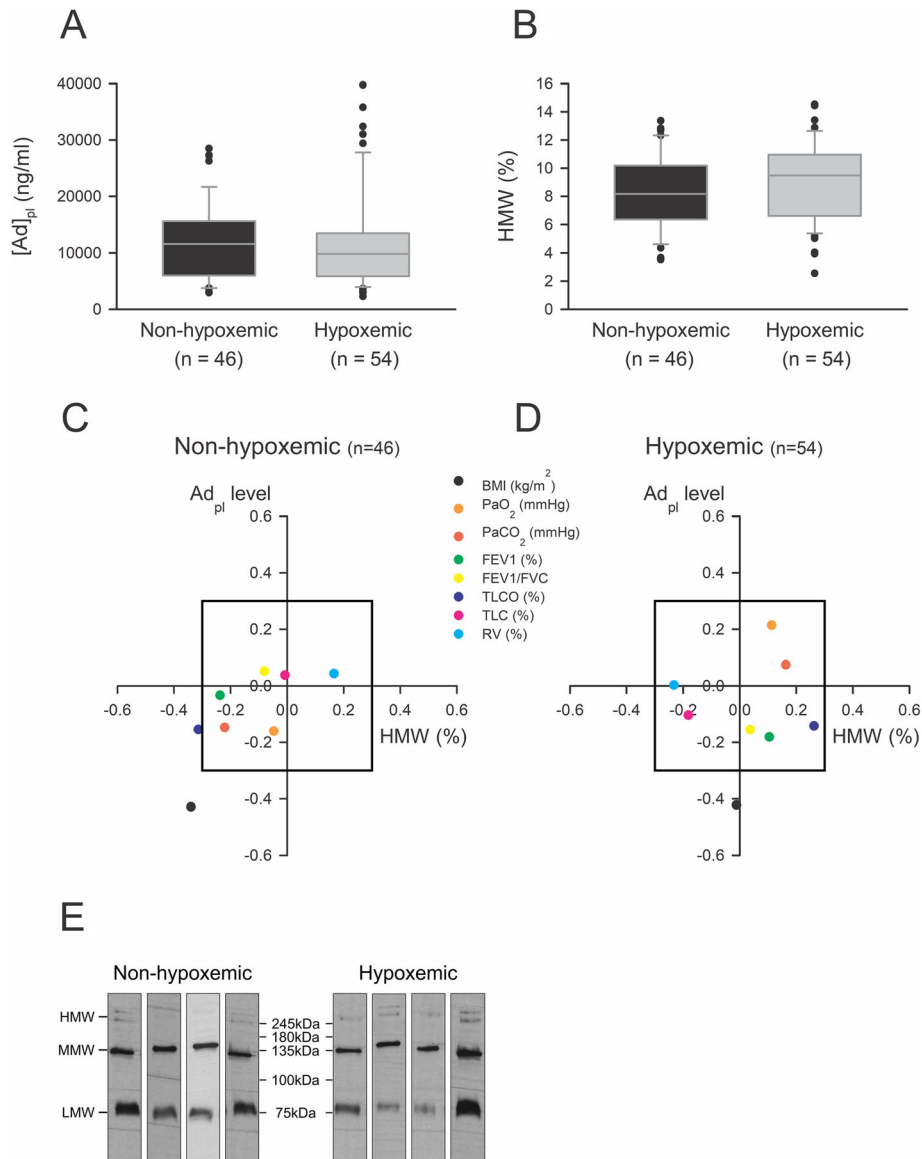 A
B
40000
30000
20000
10000
0
[Ad]pl (ng/ml)
Non-hypoxemic
(n = 46)
Hypoxemic
(n = 54)
16
14
12
10
8
6
4
2
0
HMW (%)
Non-hypoxemic
(n = 46)
Hypoxemic
(n = 54)
C
Non-hypoxemic (n=46)
Adpl level
0.6
0.4
0.2
0.0
-0.2
-0.4
-0.6
-0.6
-0.4
-0.2
0.0
0.2
0.4
0.6
HMW (%)
BMI (kg/m2)
PaO2 (mmHg)
PaCO2 (mmHg)
FEV1 (%)
FEV1/FVC
TLCO (%)
TLC (%)
RV (%)
D
Hypoxemic (n=54)
Adpl level
0.6
0.4
0.2
0.0
-0.2
-0.4
-0.6
-0.6
-0.4
-0.2
0.0
0.2
0.4
0.6
HMW (%)
E
Non-hypoxemic
Hypoxemic
HMW
MMW
LMW
245kDa
180kDa
135kDa
100kDa
75kDa